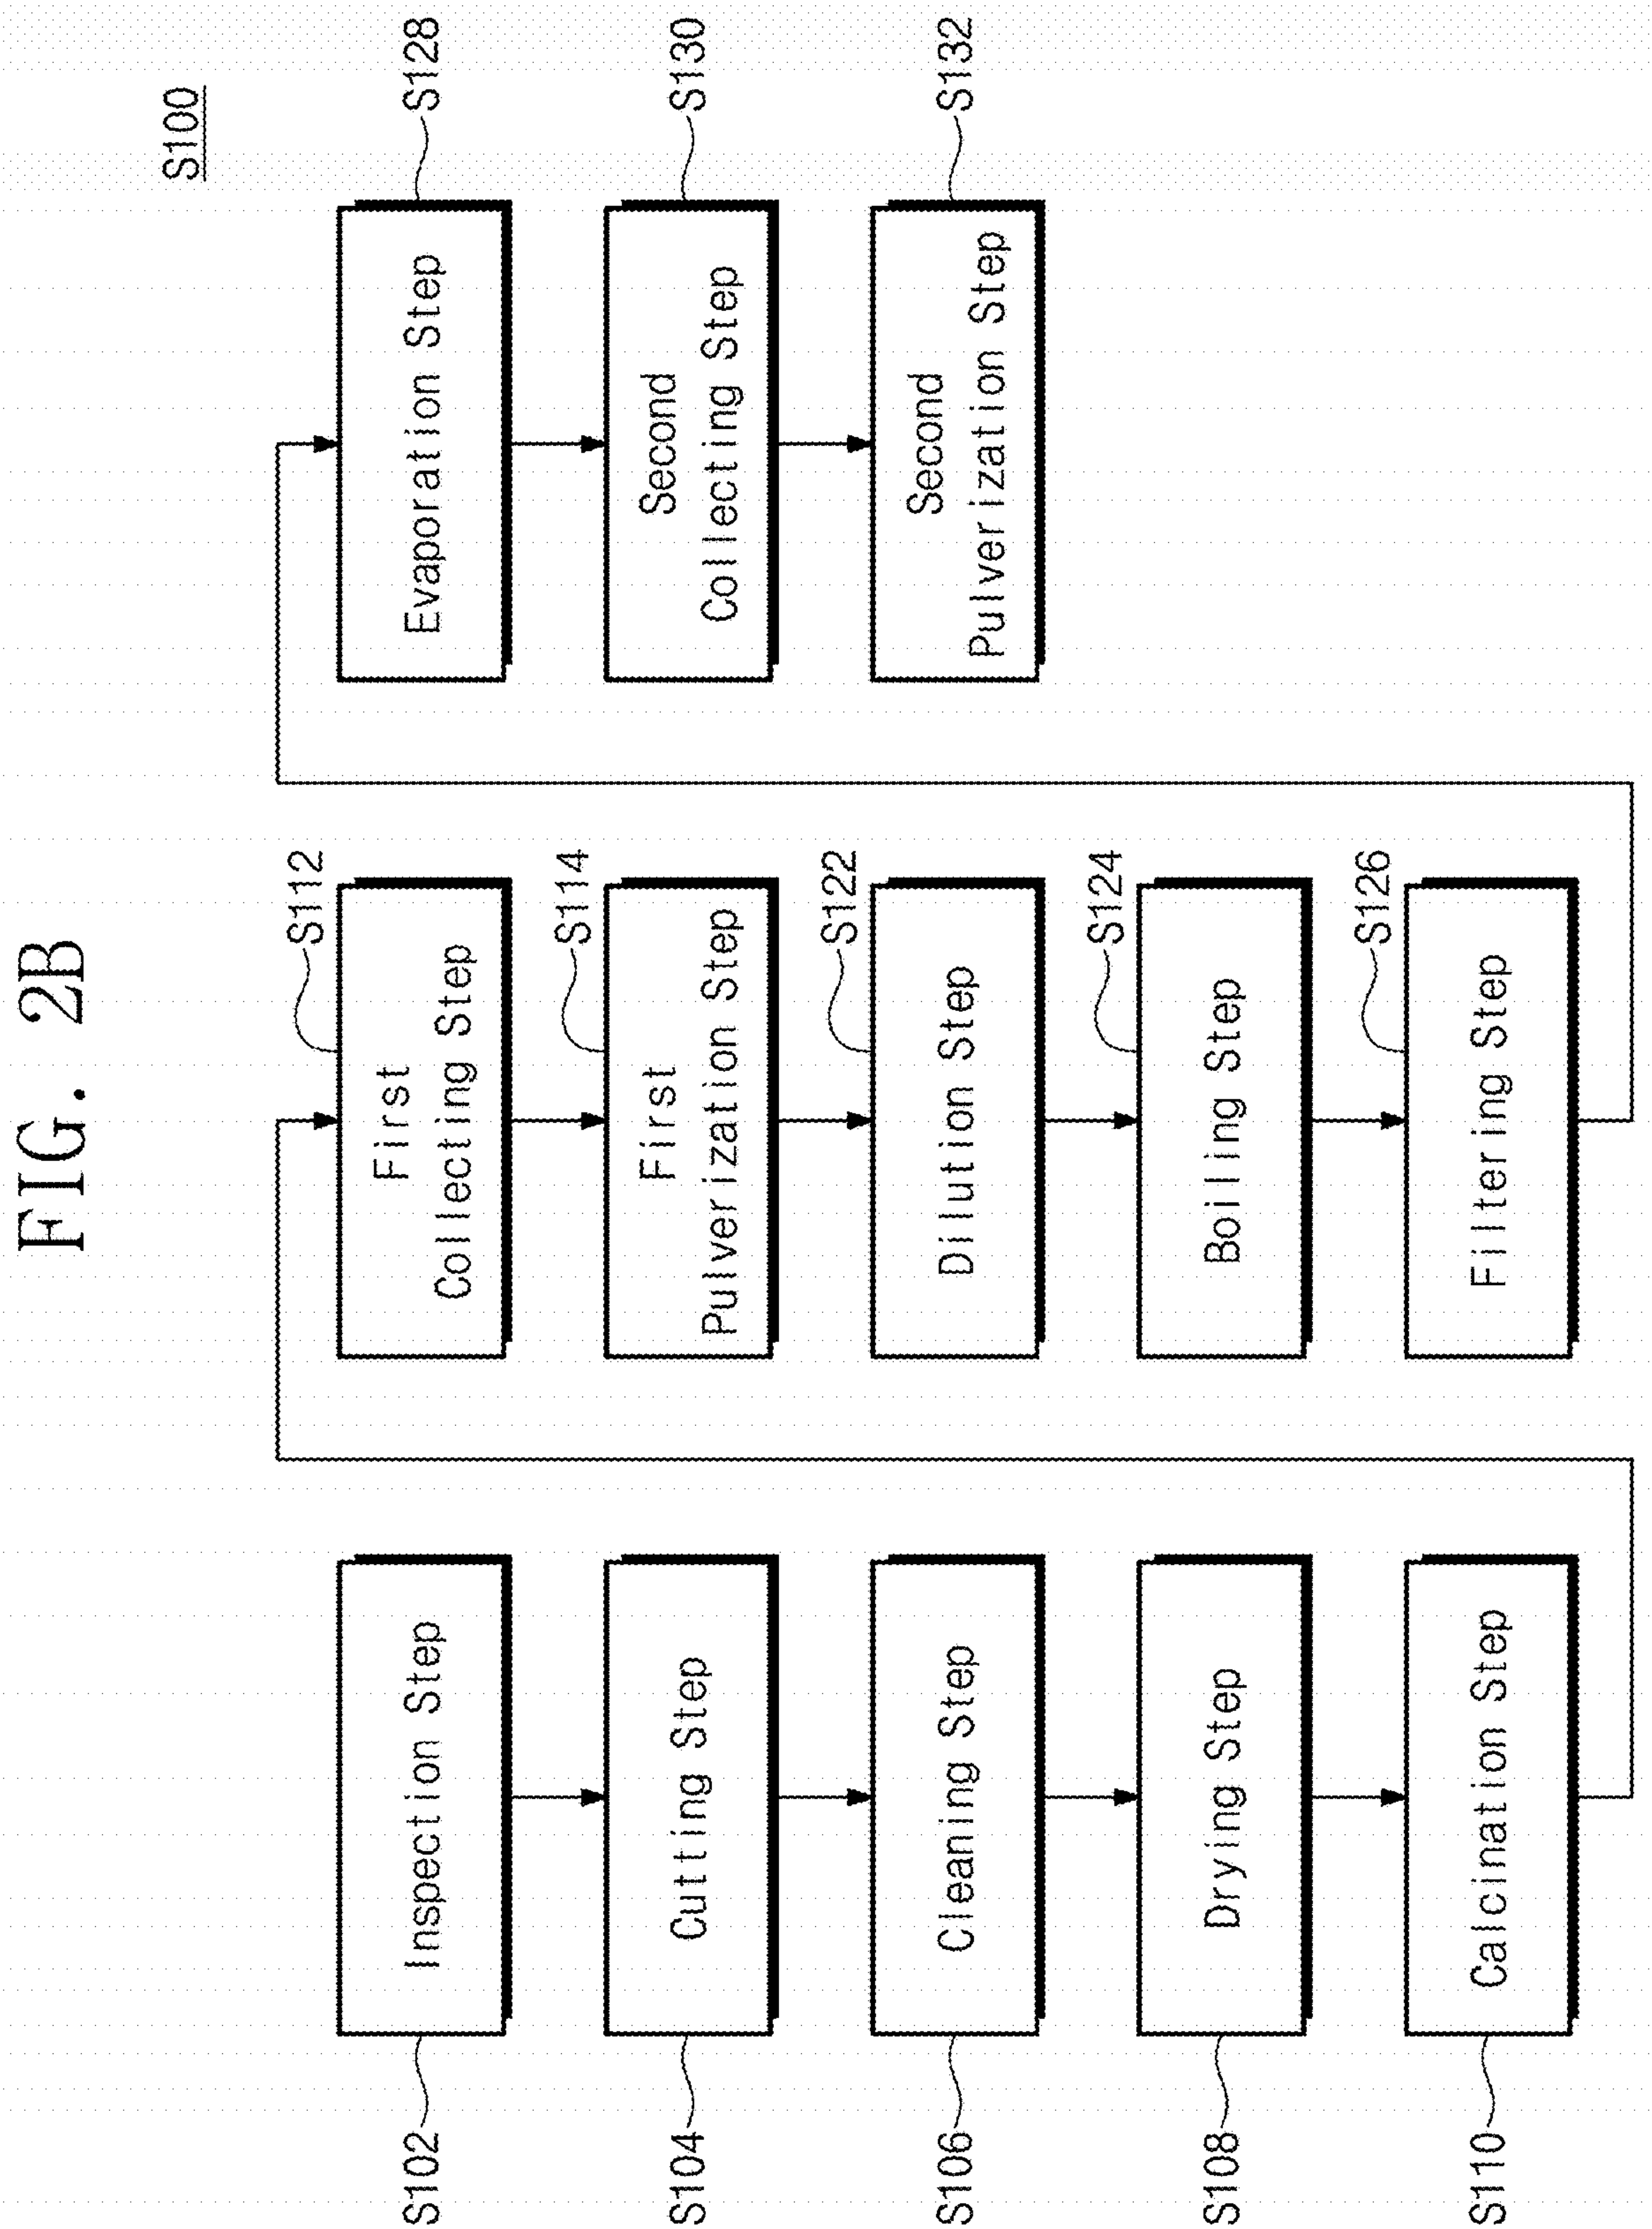 FIG. 2B
S100
S102
Inspection Step
S104
Cutting Step
S106
Cleaning Step
S108
Drying Step
S110
Calcination Step
S112
First
Collecting Step
S114
First
Pulverization Step
S122
Dilution Step
S124
Boiling Step
S126
Filtering Step
S128
Evaporation Step
S130
Second
Collecting Step
S132
Second
Pulverization Step